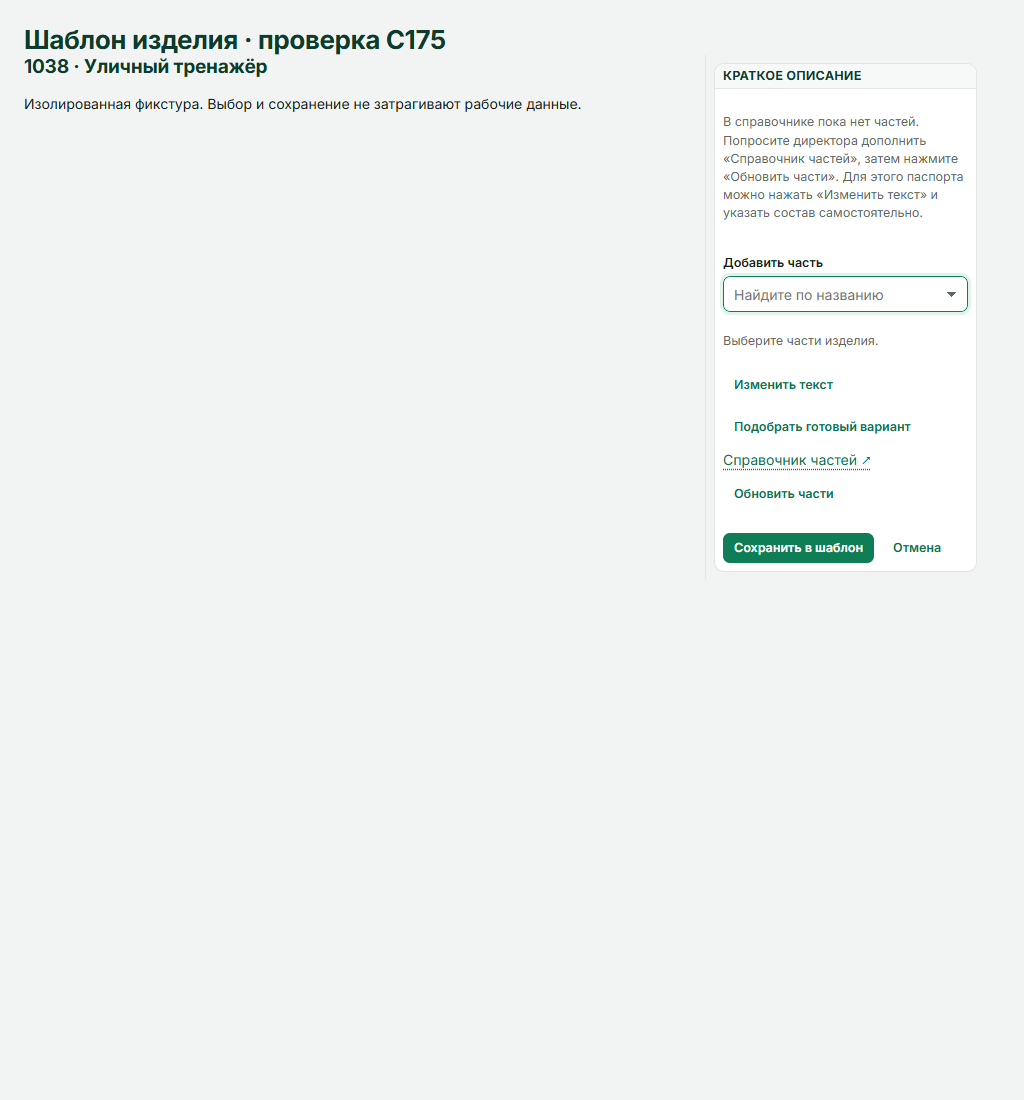 Шаблон изделия · проверка С175
1038 · Уличный тренажёр
Изолированная фикстура. Выбор и сохранение не затрагивают рабочие данные.
КРАТКОЕ ОПИСАНИЕ
В справочнике пока нет частей.
Попросите директора дополнить
«Справочник частей», затем нажмите
«Обновить части». Для этого паспорта
можно нажать «Изменить текст» и
указать состав самостоятельно.
Добавить часть
Найдите по названию
Выберите части изделия.
Изменить текст
Подобрать готовый вариант
Справочник частей ↗
Обновить части
Сохранить в шаблон
Отмена